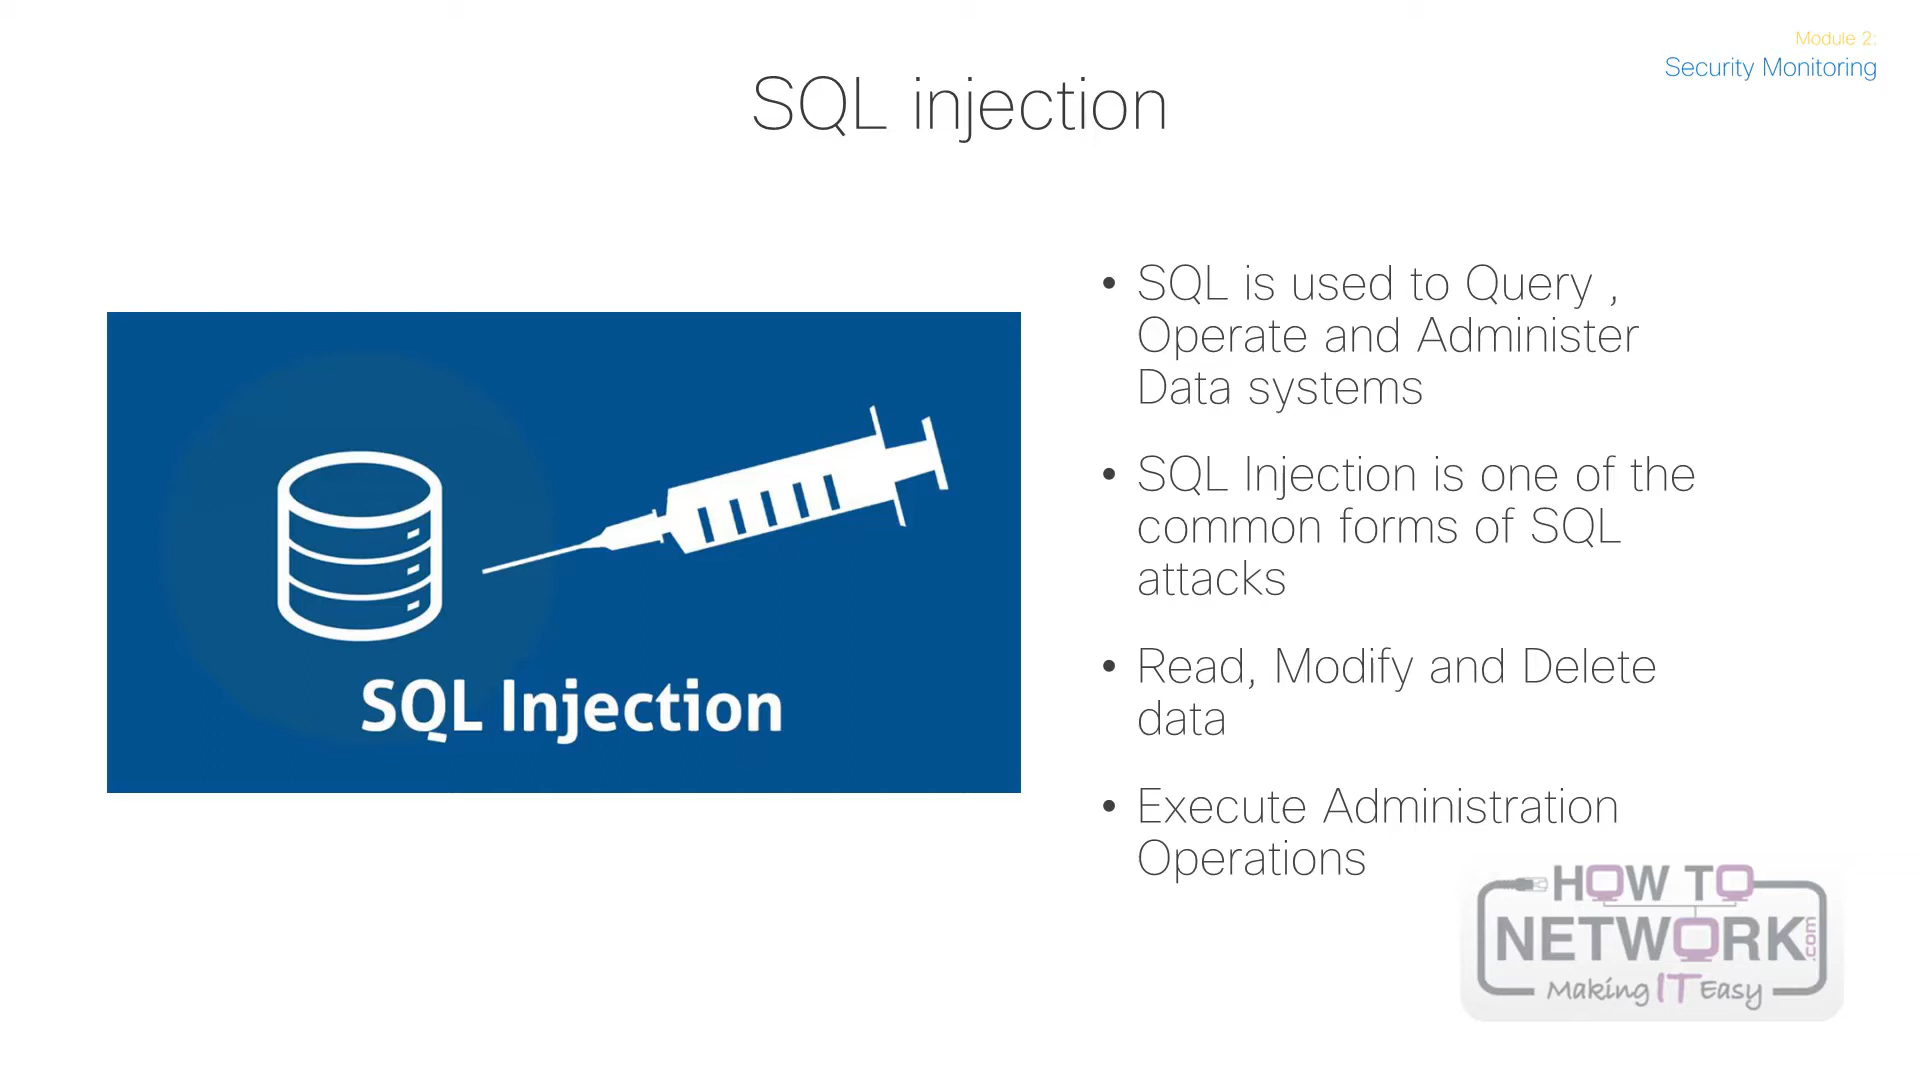 Module 2:
Security Monitoring
SQL injection
SQL Injection
• SQL is used to Query ,
Operate and Administer
Data systems
• SQL Injection is one of the
common forms of SQL
attacks
• Read, Modify and Delete
data
• Execute Administration
Operations
HOW TO
NETWORK.com
Making IT Easy